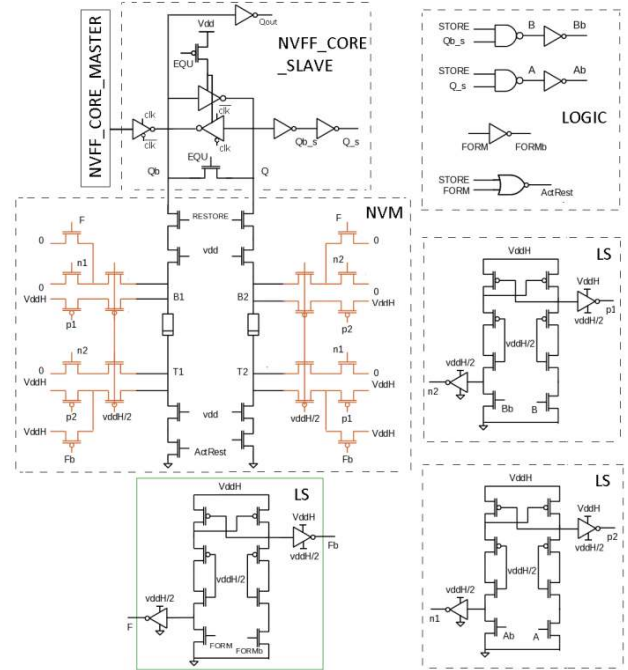 Qout
Vdd
NVFF_CORE
_SLAVE
EQU
NVFF_CORE_MASTER
clk
clk
clk
clk
Qb_s
Q_s
EQU
Qb
Q
STORE
Qb_s
B
Bb
STORE
Q_s
A
Ab
LOGIC
FORM
FORMb
STORE
FORM
ActRest
NVM
F
RESTORE
F
0
0
n1
vdd
n2
0
0
B1
B2
VddH
VddH
p1
p2
n2
n1
0
T1
T2
0
VddH
VddH
p2
vddH/2
vdd
vddH/2
p1
VddH
VddH
Fb
ActRest
Fb
LS
VddH
VddH
p1
vddH/2
vddH/2
vddH/2
n2
Bb
B
LS
VddH
VddH
Fb
vddH/2
vddH/2
vddH/2
F
FORM
FORMb
LS
VddH
VddH
p2
vddH/2
vddH/2
vddH/2
n1
Ab
A